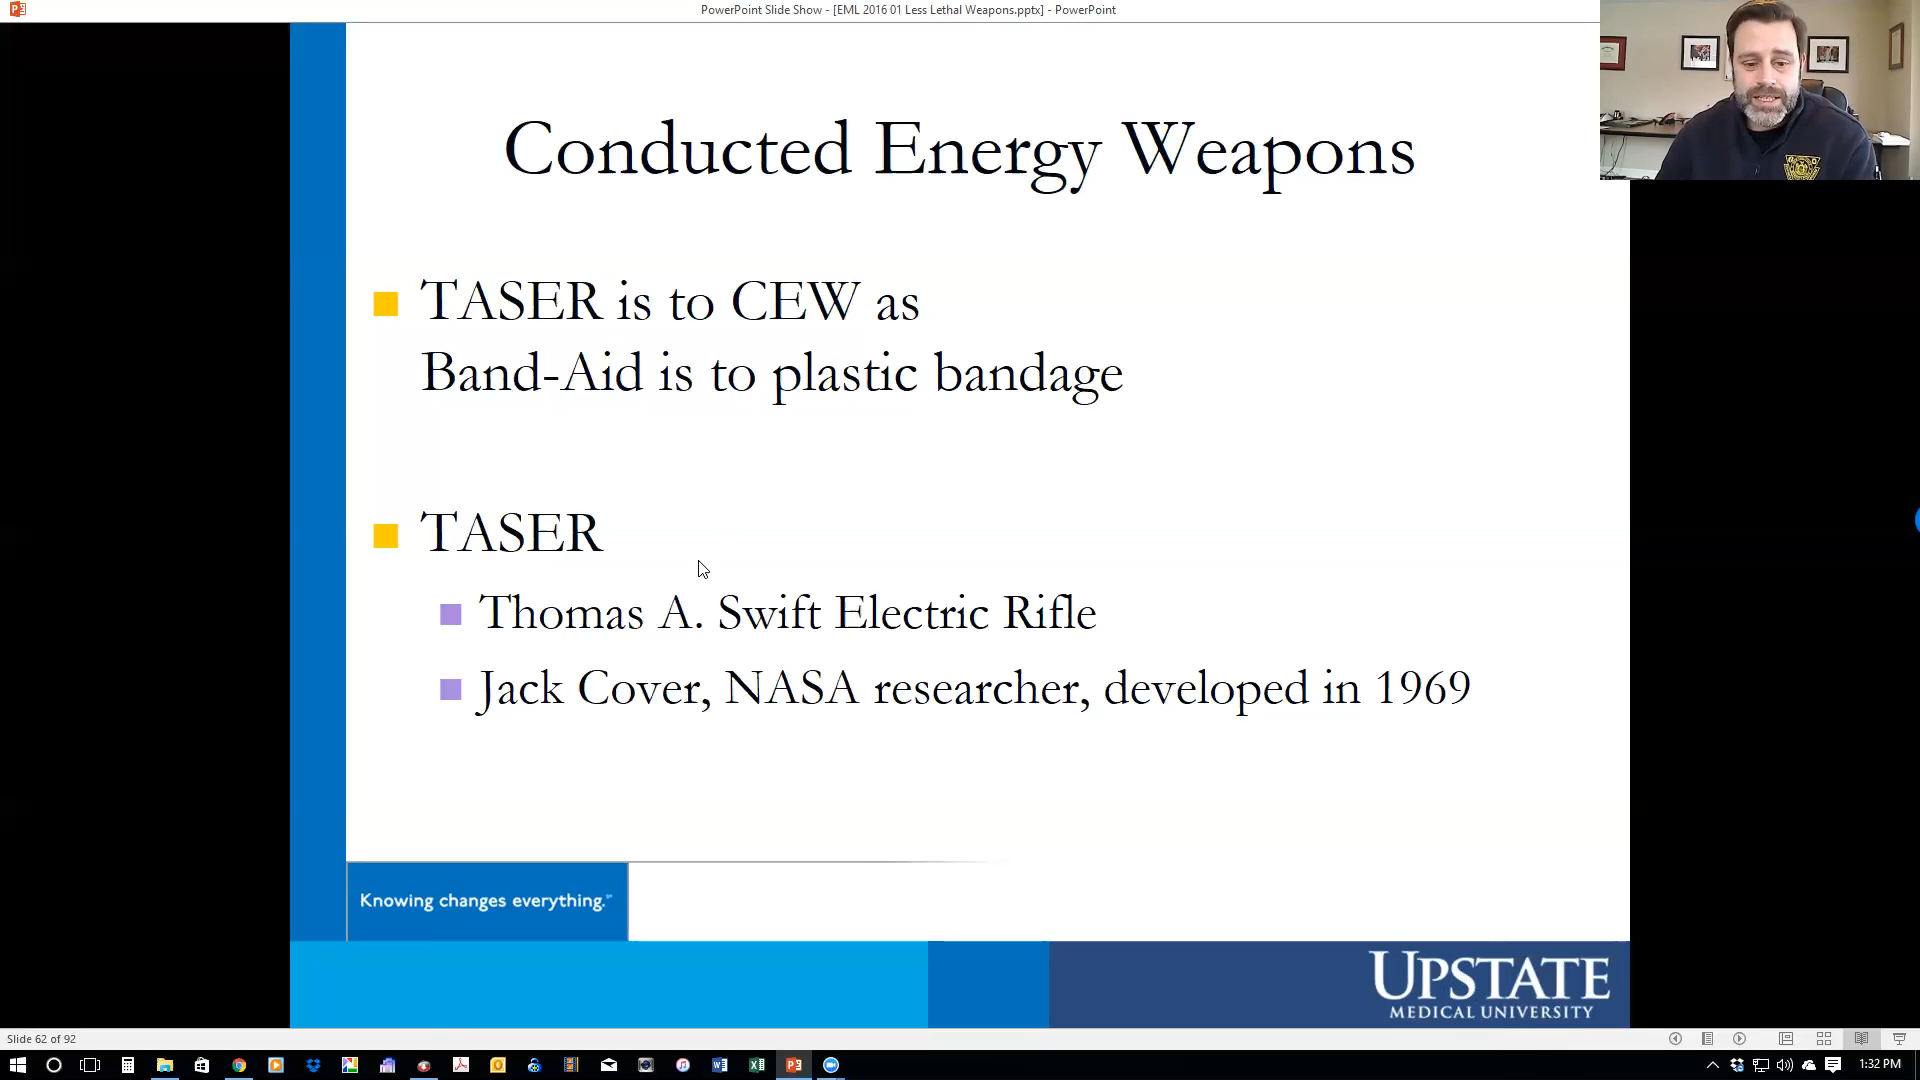 PowerPoint Slide Show - [EML 2016 01 Less Lethal Weapons.pptx] - PowerPoint
Conducted Energy Weapons
TASER is to CEW as
Band-Aid is to plastic bandage
TASER
Thomas A. Swift Electric Rifle
Jack Cover, NASA researcher, developed in 1969
Knowing changes everything.
UPSTATE
MEDICAL UNIVERSITY
Slide 62 of 92
1:32 PM